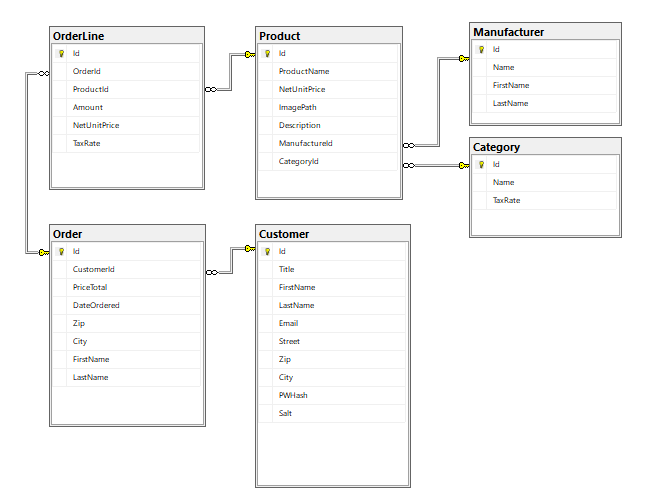 OrderLine
Id
OrderId
ProductId
Amount
NetUnitPrice
TaxRate
Product
Id
ProductName
NetUnitPrice
ImagePath
Description
ManufactureId
CategoryId
Manufacturer
Id
Name
FirstName
LastName
Category
Id
Name
TaxRate
Order
Id
CustomerId
PriceTotal
DateOrdered
Zip
City
FirstName
LastName
Customer
Id
Title
FirstName
LastName
Email
Street
Zip
City
PWHash
Salt